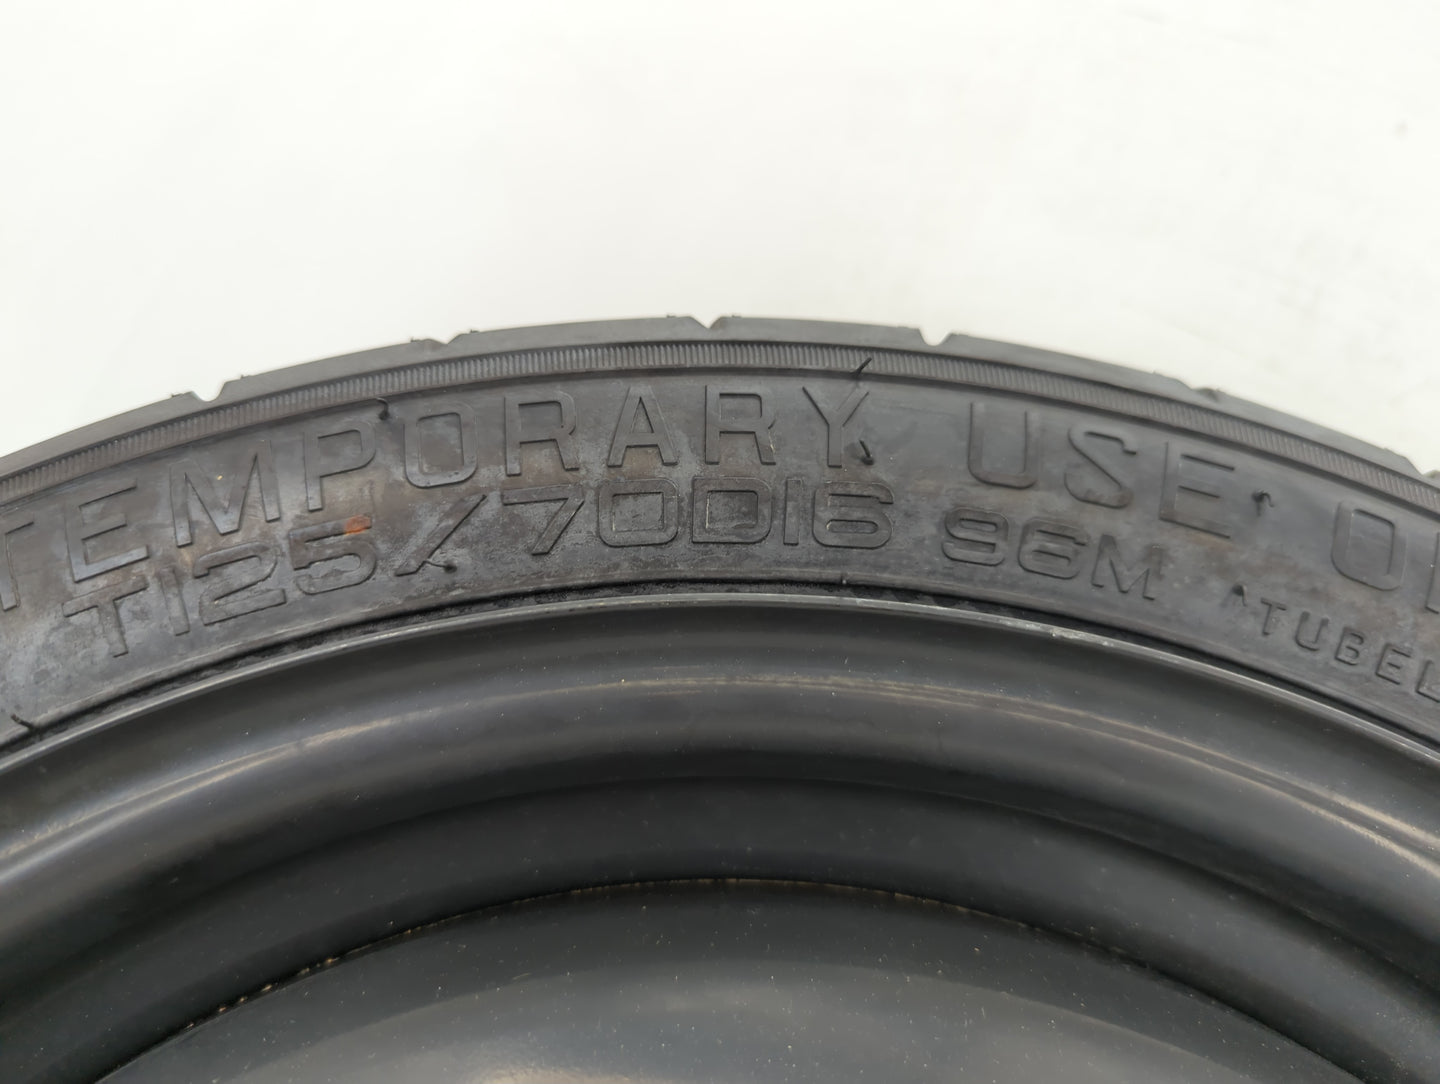 TEMPORARY USE
T125/70D16 96M